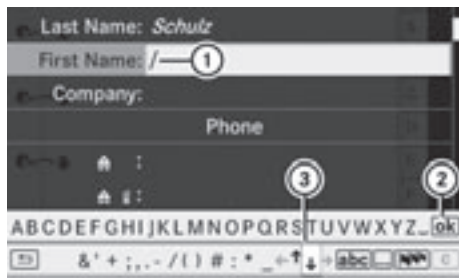 Last Name: Schulz
First Name: / 1
Company:
Phone
:
:
3 2
ABCDEFGHIJKLMNOPQRSTUVWXYZ_ ok
&'+;,.-/()#:*_←↑↓→ abc c